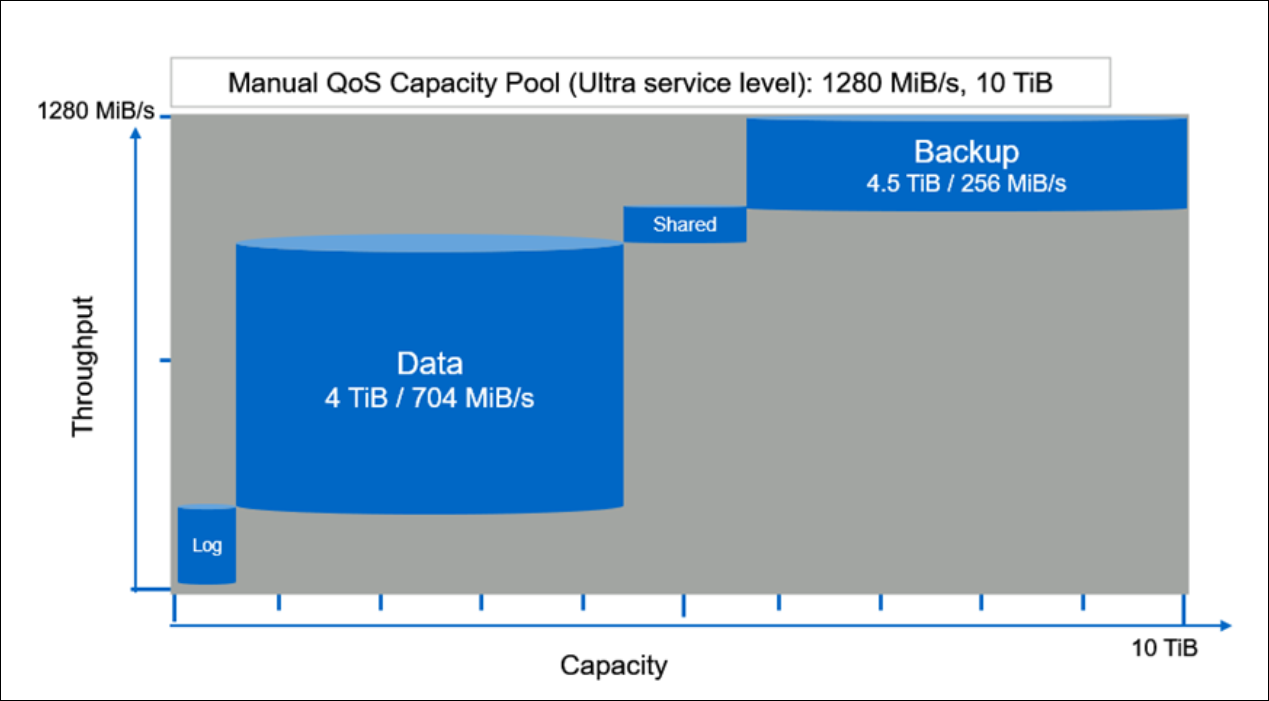 Manual QoS Capacity Pool (Ultra service level): 1280 MiB/s, 10 TiB
1280 MiB/s
Backup
4.5 TiB / 256 MiB/s
Shared
Data
4 TiB / 704 MiB/s
Throughput
Log
10 TiB
Capacity